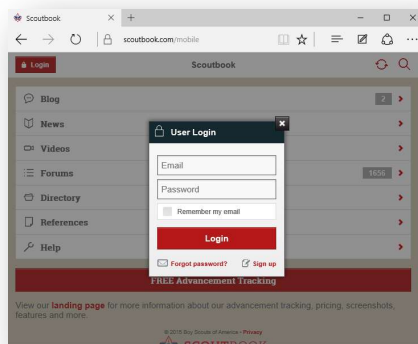 Scoutbook
scoutbook.com/mobile
Login
Scoutbook
Blog
2
News
Videos
Forums
1656
Directory
References
Help
User Login
Email
Password
Remember my email
Login
Forgot password?
Sign up
FREE Advancement Tracking
View our landing page for more information about our advancement tracking, pricing, screenshots,
features and more.
© 2016 Boy Scouts of America - Privacy
SCOUTBOOK